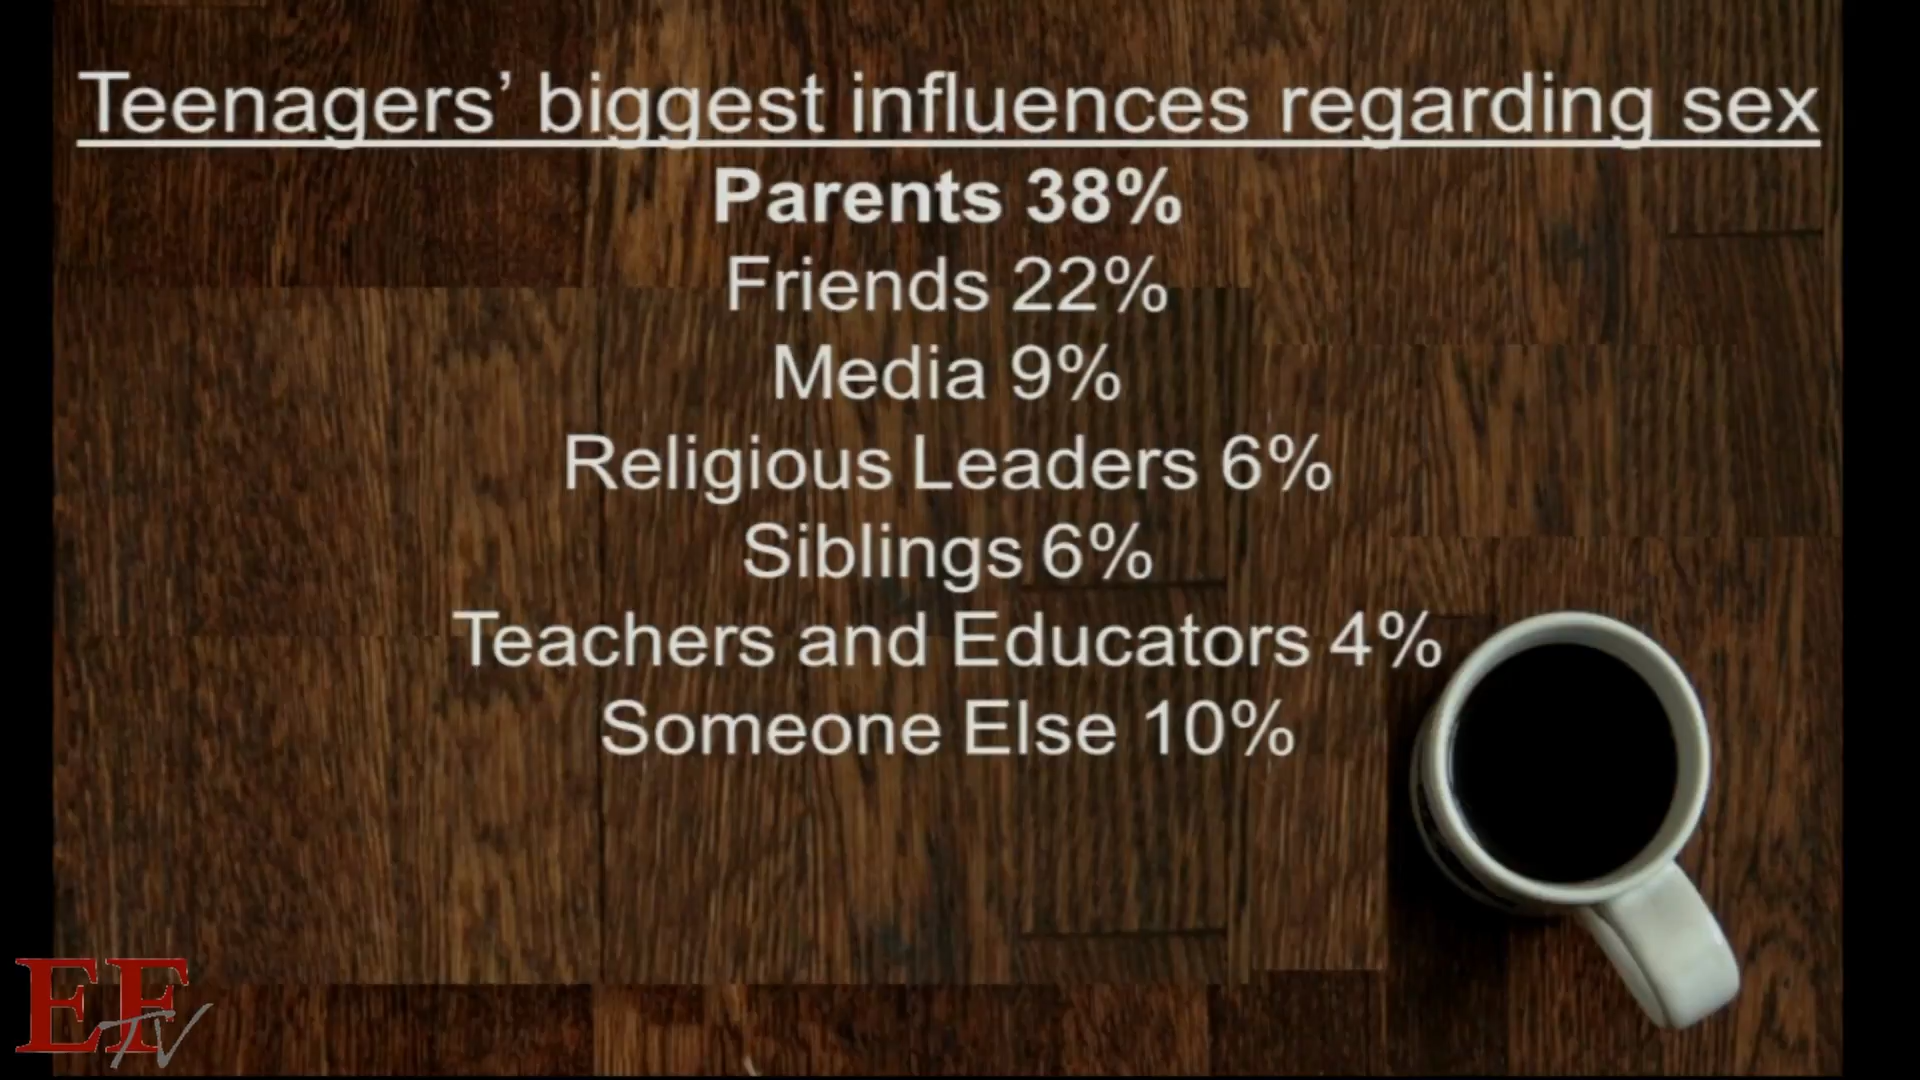 Teenagers’ biggest influences regarding sex
Parents 38%
Friends 22%
Media 9%
Religious Leaders 6%
Siblings 6%
Teachers and Educators 4%
Someone Else 10%
EF
TV